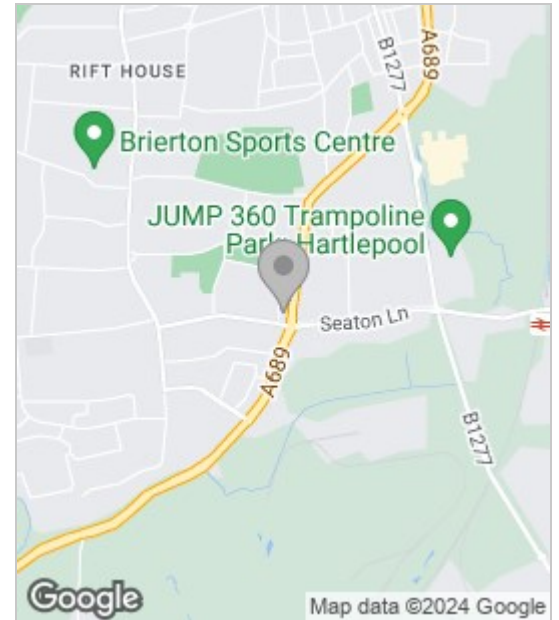 RIFT HOUSE
B1277
A689
Brierton Sports Centre
JUMP 360 Trampoline
Park Hartlepool
Seaton Ln
A689
B1277
Google
Map data ©2024 Google